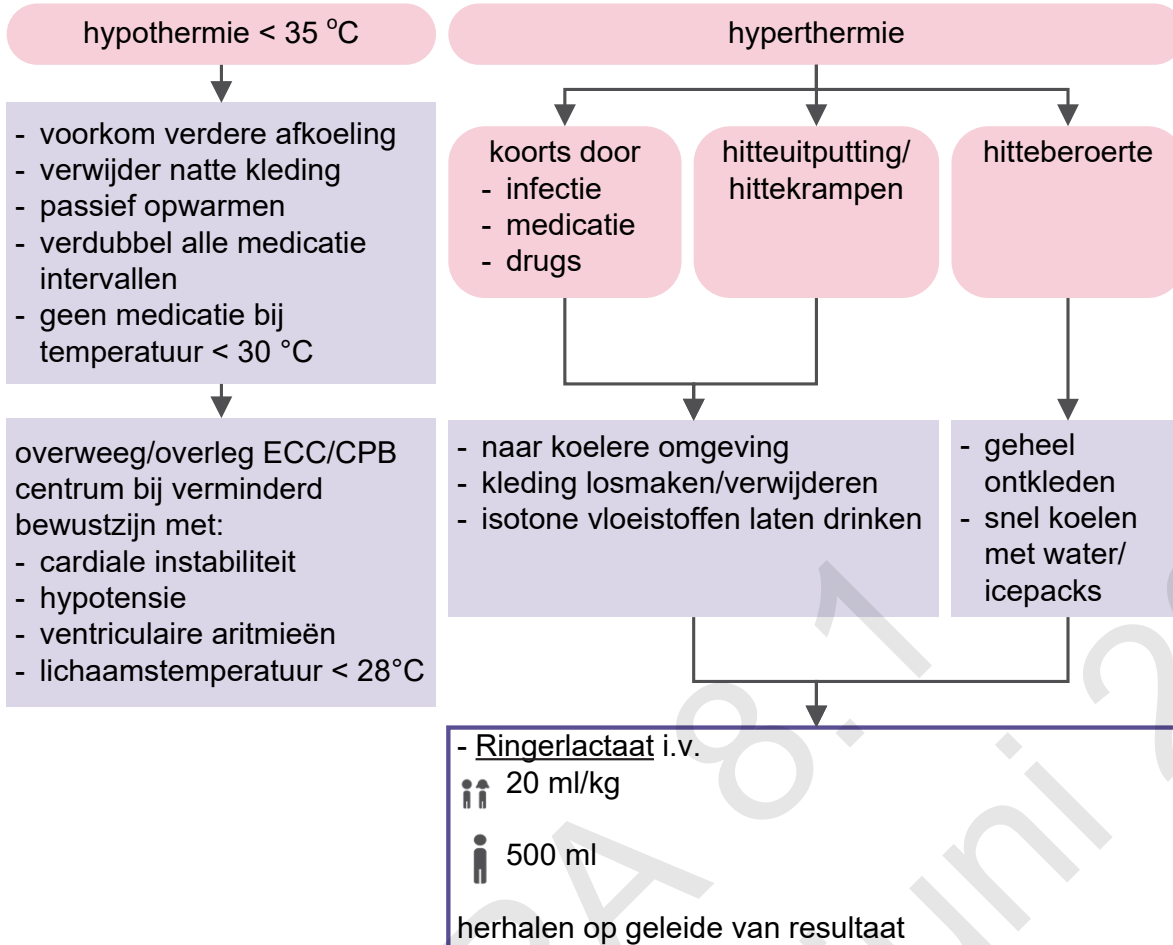 hypothermie < 35 °C
- voorkom verdere afkoeling
- verwijder natte kleding
- passief opwarmen
- verdubbel alle medicatie
intervallen
- geen medicatie bij
temperatuur < 30 °C
overweeg/overleg ECC/CPB
centrum bij verminderd
bewustzijn met:
- cardiale instabiliteit
- hypotensie
- ventriculaire aritmieën
- lichaamstemperatuur < 28°C
hyperthermie
koorts door
- infectie
- medicatie
- drugs
hitteuitputting/
hittekrampen
hitteberoerte
- naar koelere omgeving
- kleding losmaken/verwijderen
- isotone vloeistoffen laten drinken
- geheel
ontkleden
- snel koelen
met water/
icepacks
- Ringerlactaat i.v.
20 ml/kg
500 ml
herhalen op geleide van resultaat